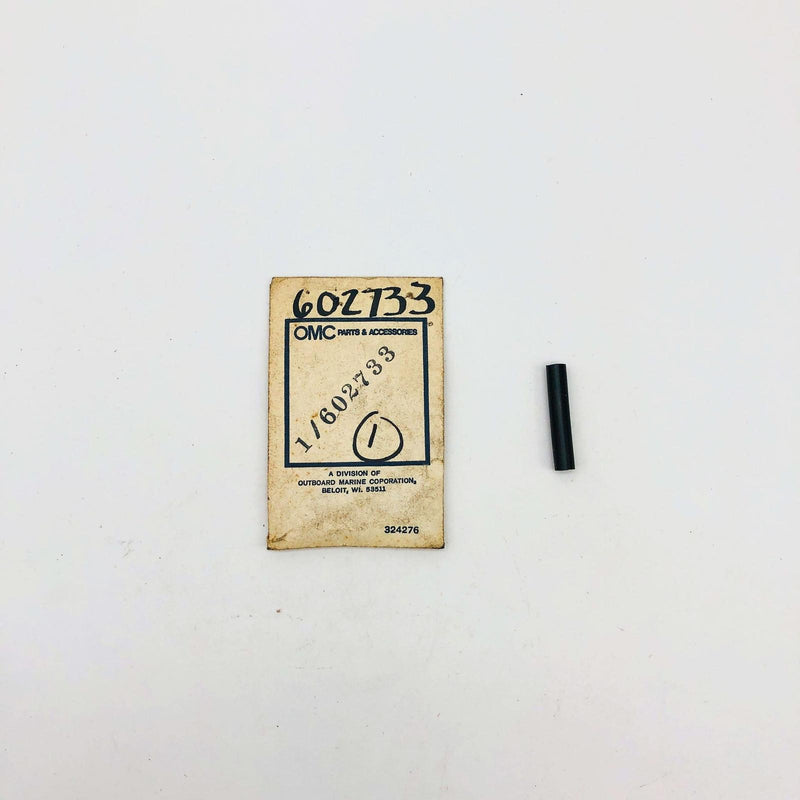 602733
OMC PARTS & ACCESSORIES
1/602733
1
A DIVISION OF
OUTBOARD MARINE COPORATION,
BELOIT, WI. 53511
324276